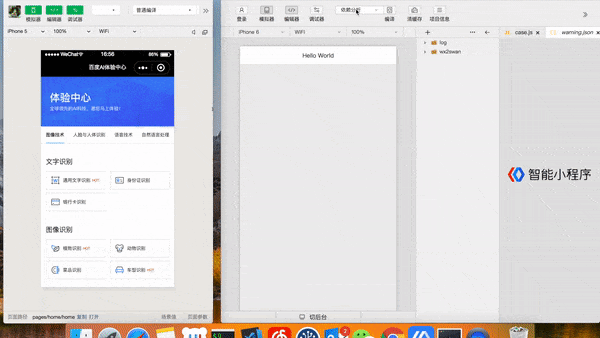 模拟器 编辑器 调试器
普通编译
iPhone 5 100% WiFi
WeChat 16:56 86%
百度AI体验中心
体验中心
全球领先的AI科技，邀您马上体验!
图像技术 人脸与人体识别 语音技术 自然语言处理
文字识别
通用文字识别 HOT 身份证识别
银行卡识别
图像识别
植物识别 HOT 动物识别
菜品识别 车型识别 HOT
页面路径 pages/home/home 复制 打开 场景值 页面参数
登录 模拟器 编辑器 调试器 编译 清缓存 项目信息
iPhone 6 WiFi 100%
Hello World
切后台
log
wx2swan
case.js warning.json
智能小程序